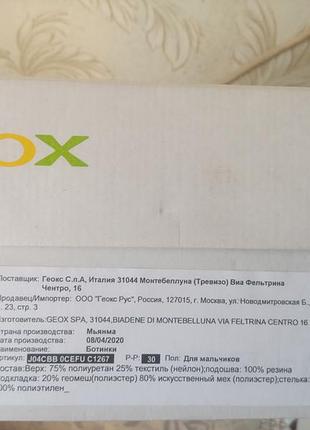 OX
Поставщик: Геокс С.п.А, Италия 31044 Монтебеллуна (Тревизо) Виа Фельтрина
Чентро, 16
Продавец/Импортер: ООО "Геокс Рус", Россия, 127015, г. Москва, ул. Новодмитровская Б.,
. 23, стр. 3
Изготовитель: GEOX SPA, 31044,BIADENE DI MONTEBELLUNA VIA FELTRINA CENTRO 16
Страна производства: Мьянма
Дата производства: 08/04/2020
Наименование: Ботинки
Артикул: J04CBB 0CEFU C1267 Р-Р: 30 Пол: Для мальчиков
Состав:Верх: 75% полиуретан 25% текстиль (нейлон);подошва: 100% резина
подкладка: 20% геомеш(полиэстер) 80% искусственный мех (полиэстер);стелька:
100% полиэтилен_